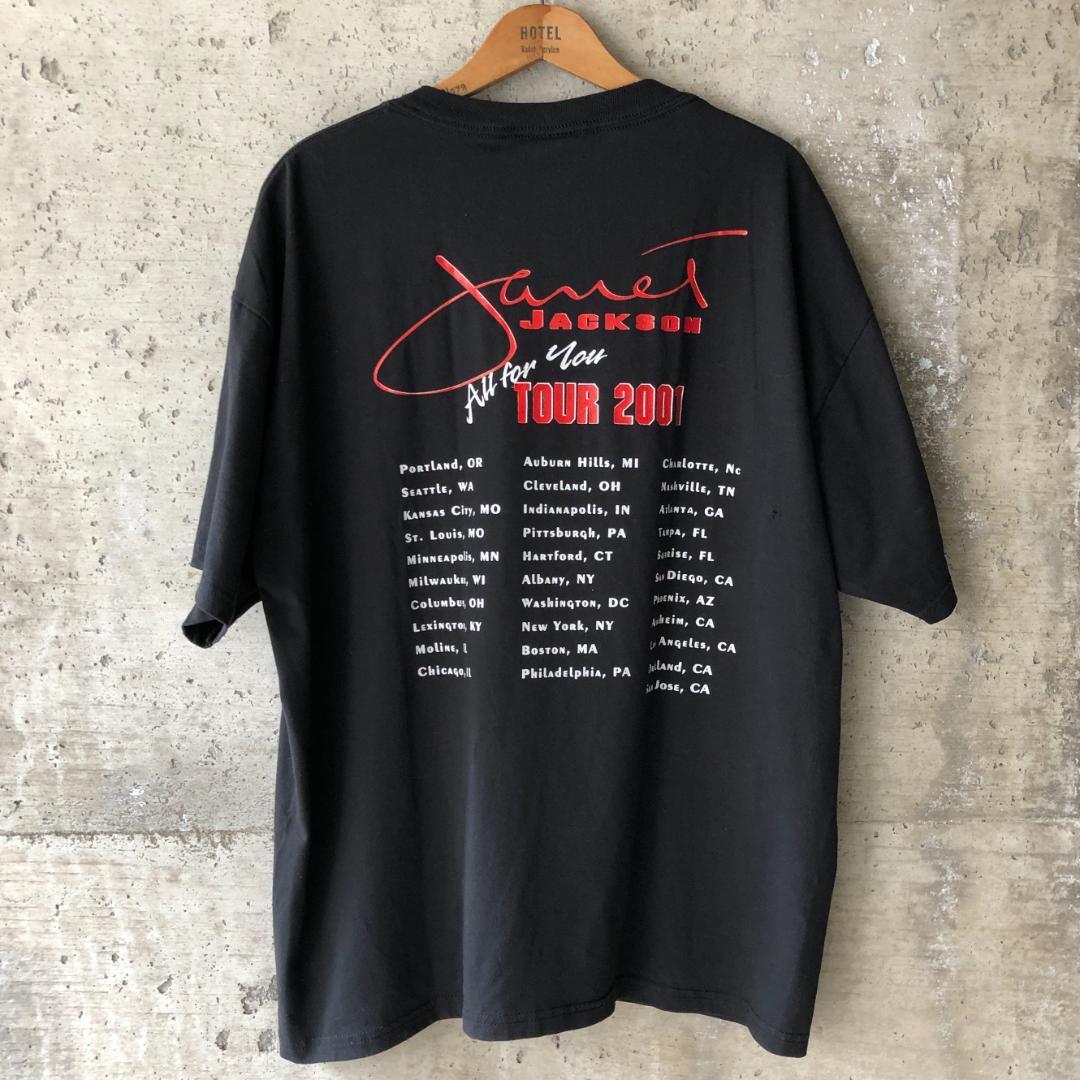 HOTEL
Janet
JACKSON
All for You
TOUR 2001
Portland, OR
Seattle, WA
Kansas City, MO
St. Louis, MO
Minneapolis, MN
Milwauku, WI
Columbus, OH
Lexington, KY
Moline, I
Chicago, IL
Auburn Hills, MI
Cleveland, OH
Indianapolis, IN
Pittsburgh, PA
Hartford, CT
Albany, NY
Washington, DC
New York, NY
Boston, MA
Philadelphia, PA
Charlotte, Nc
Nashville, TN
Atlanta, GA
Tampa, FL
Sunrise, FL
San Diego, CA
Phoenix, AZ
Anaheim, CA
Los Angeles, CA
Oakland, CA
San Jose, CA